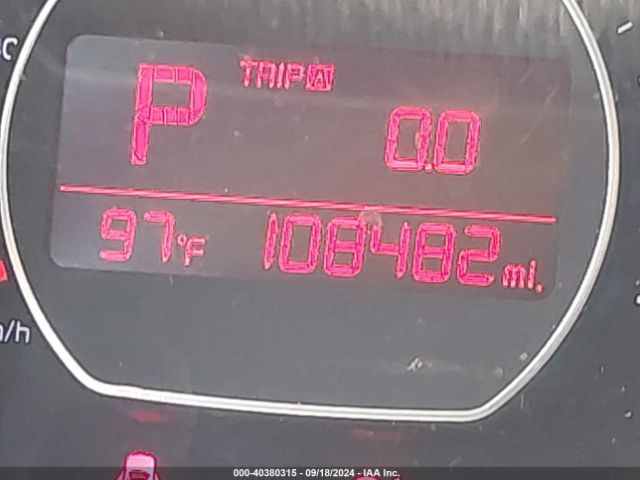 TRIP A
P
0.0
97°F 108482 mi.
000-40380315 - 09/18/2024 - IAA Inc.